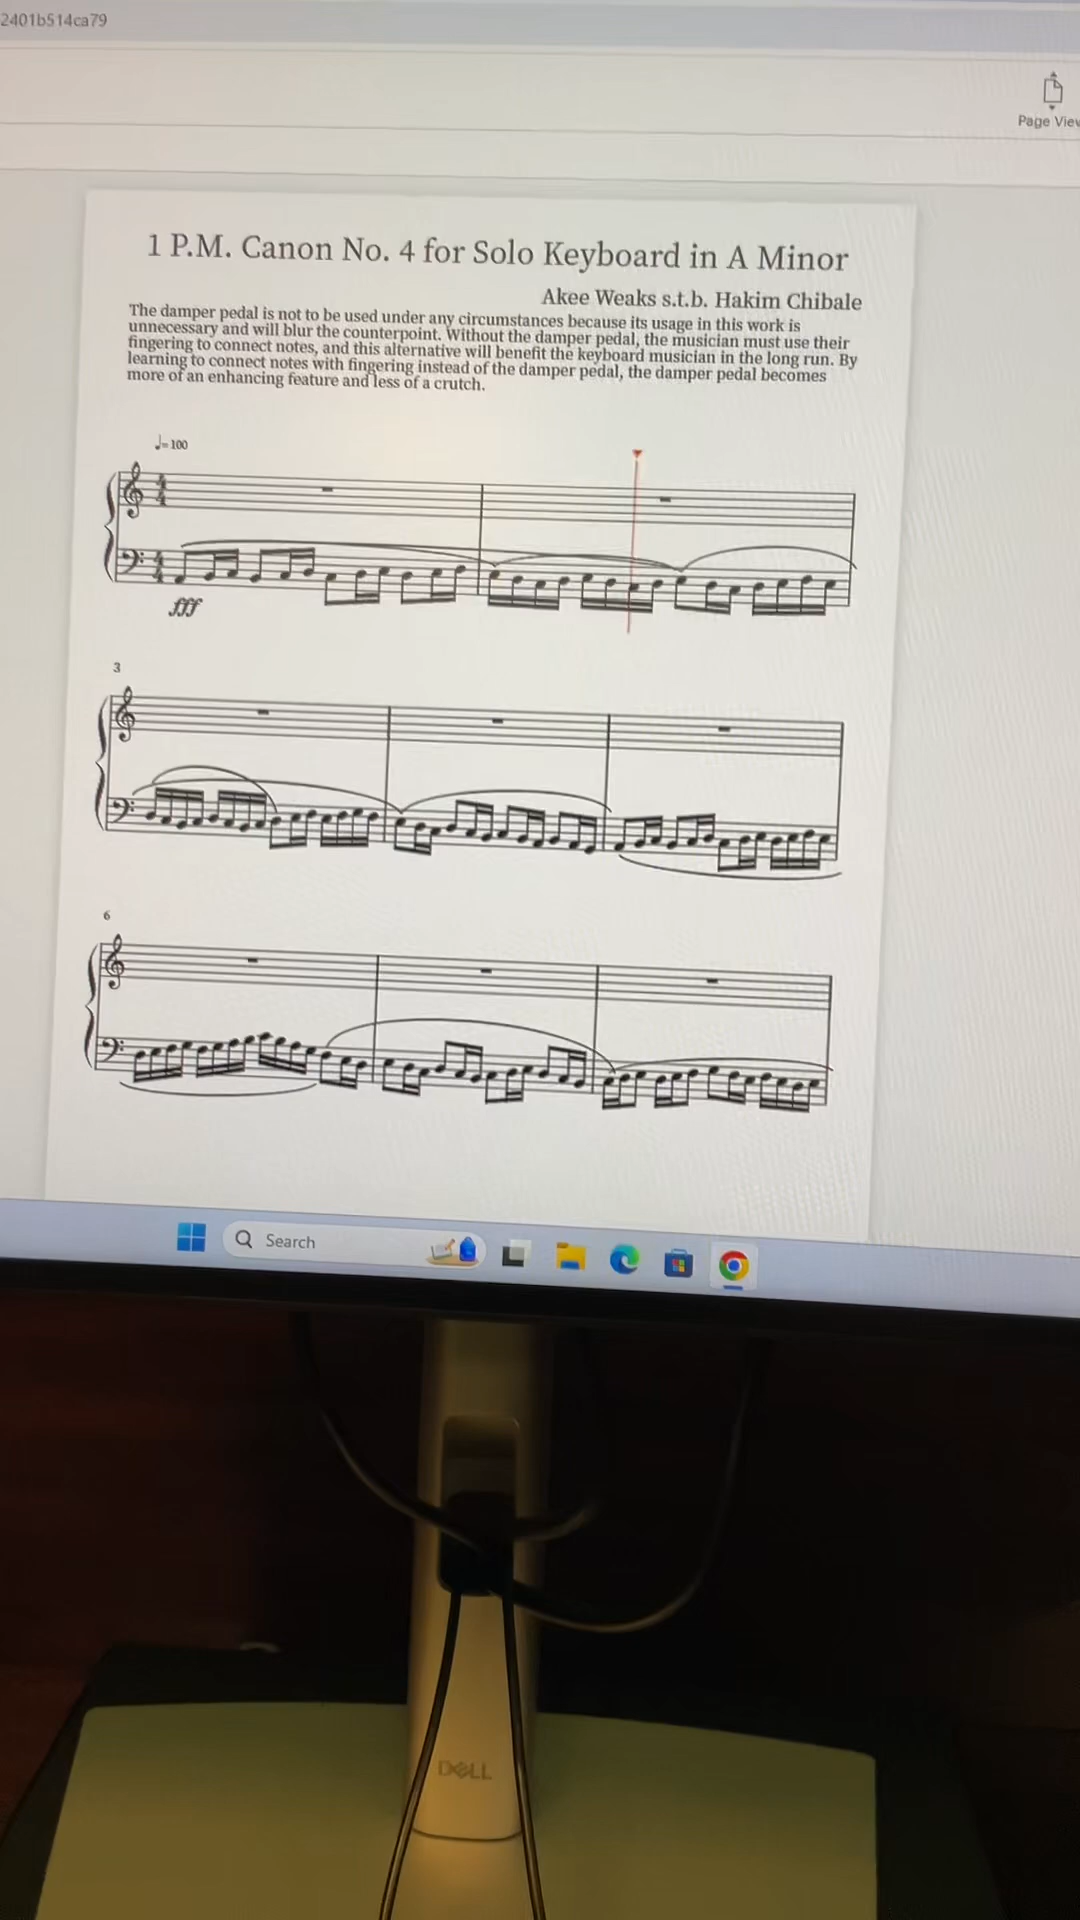 2401b514ca79
Page View
1 P.M. Canon No. 4 for Solo Keyboard in A Minor
Akee Weaks s.t.b. Hakim Chibale
The damper pedal is not to be used under any circumstances because its usage in this work is
unnecessary and will blur the counterpoint. Without the damper pedal, the musician must use their
fingering to connect notes, and this alternative will benefit the keyboard musician in the long run. By
learning to connect notes with fingering instead of the damper pedal, the damper pedal becomes
more of an enhancing feature and less of a crutch.
♩=100
fff
3
6
Search
DELL